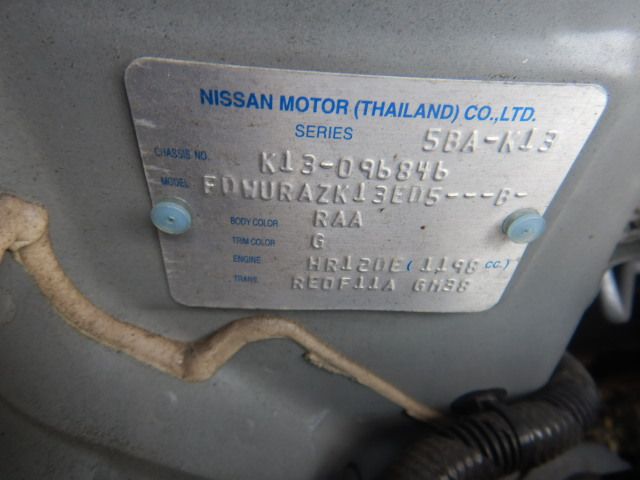 NISSAN MOTOR (THAILAND) CO.,LTD.
SERIES 5BA-K13
CHASSIS NO. K13-096846
MODEL FDWURAZK13ED5---B-
BODY COLOR RAA
TRIM COLOR G
ENGINE HR12DE (1198 cc.)
TRANS. RE0F11A GM38